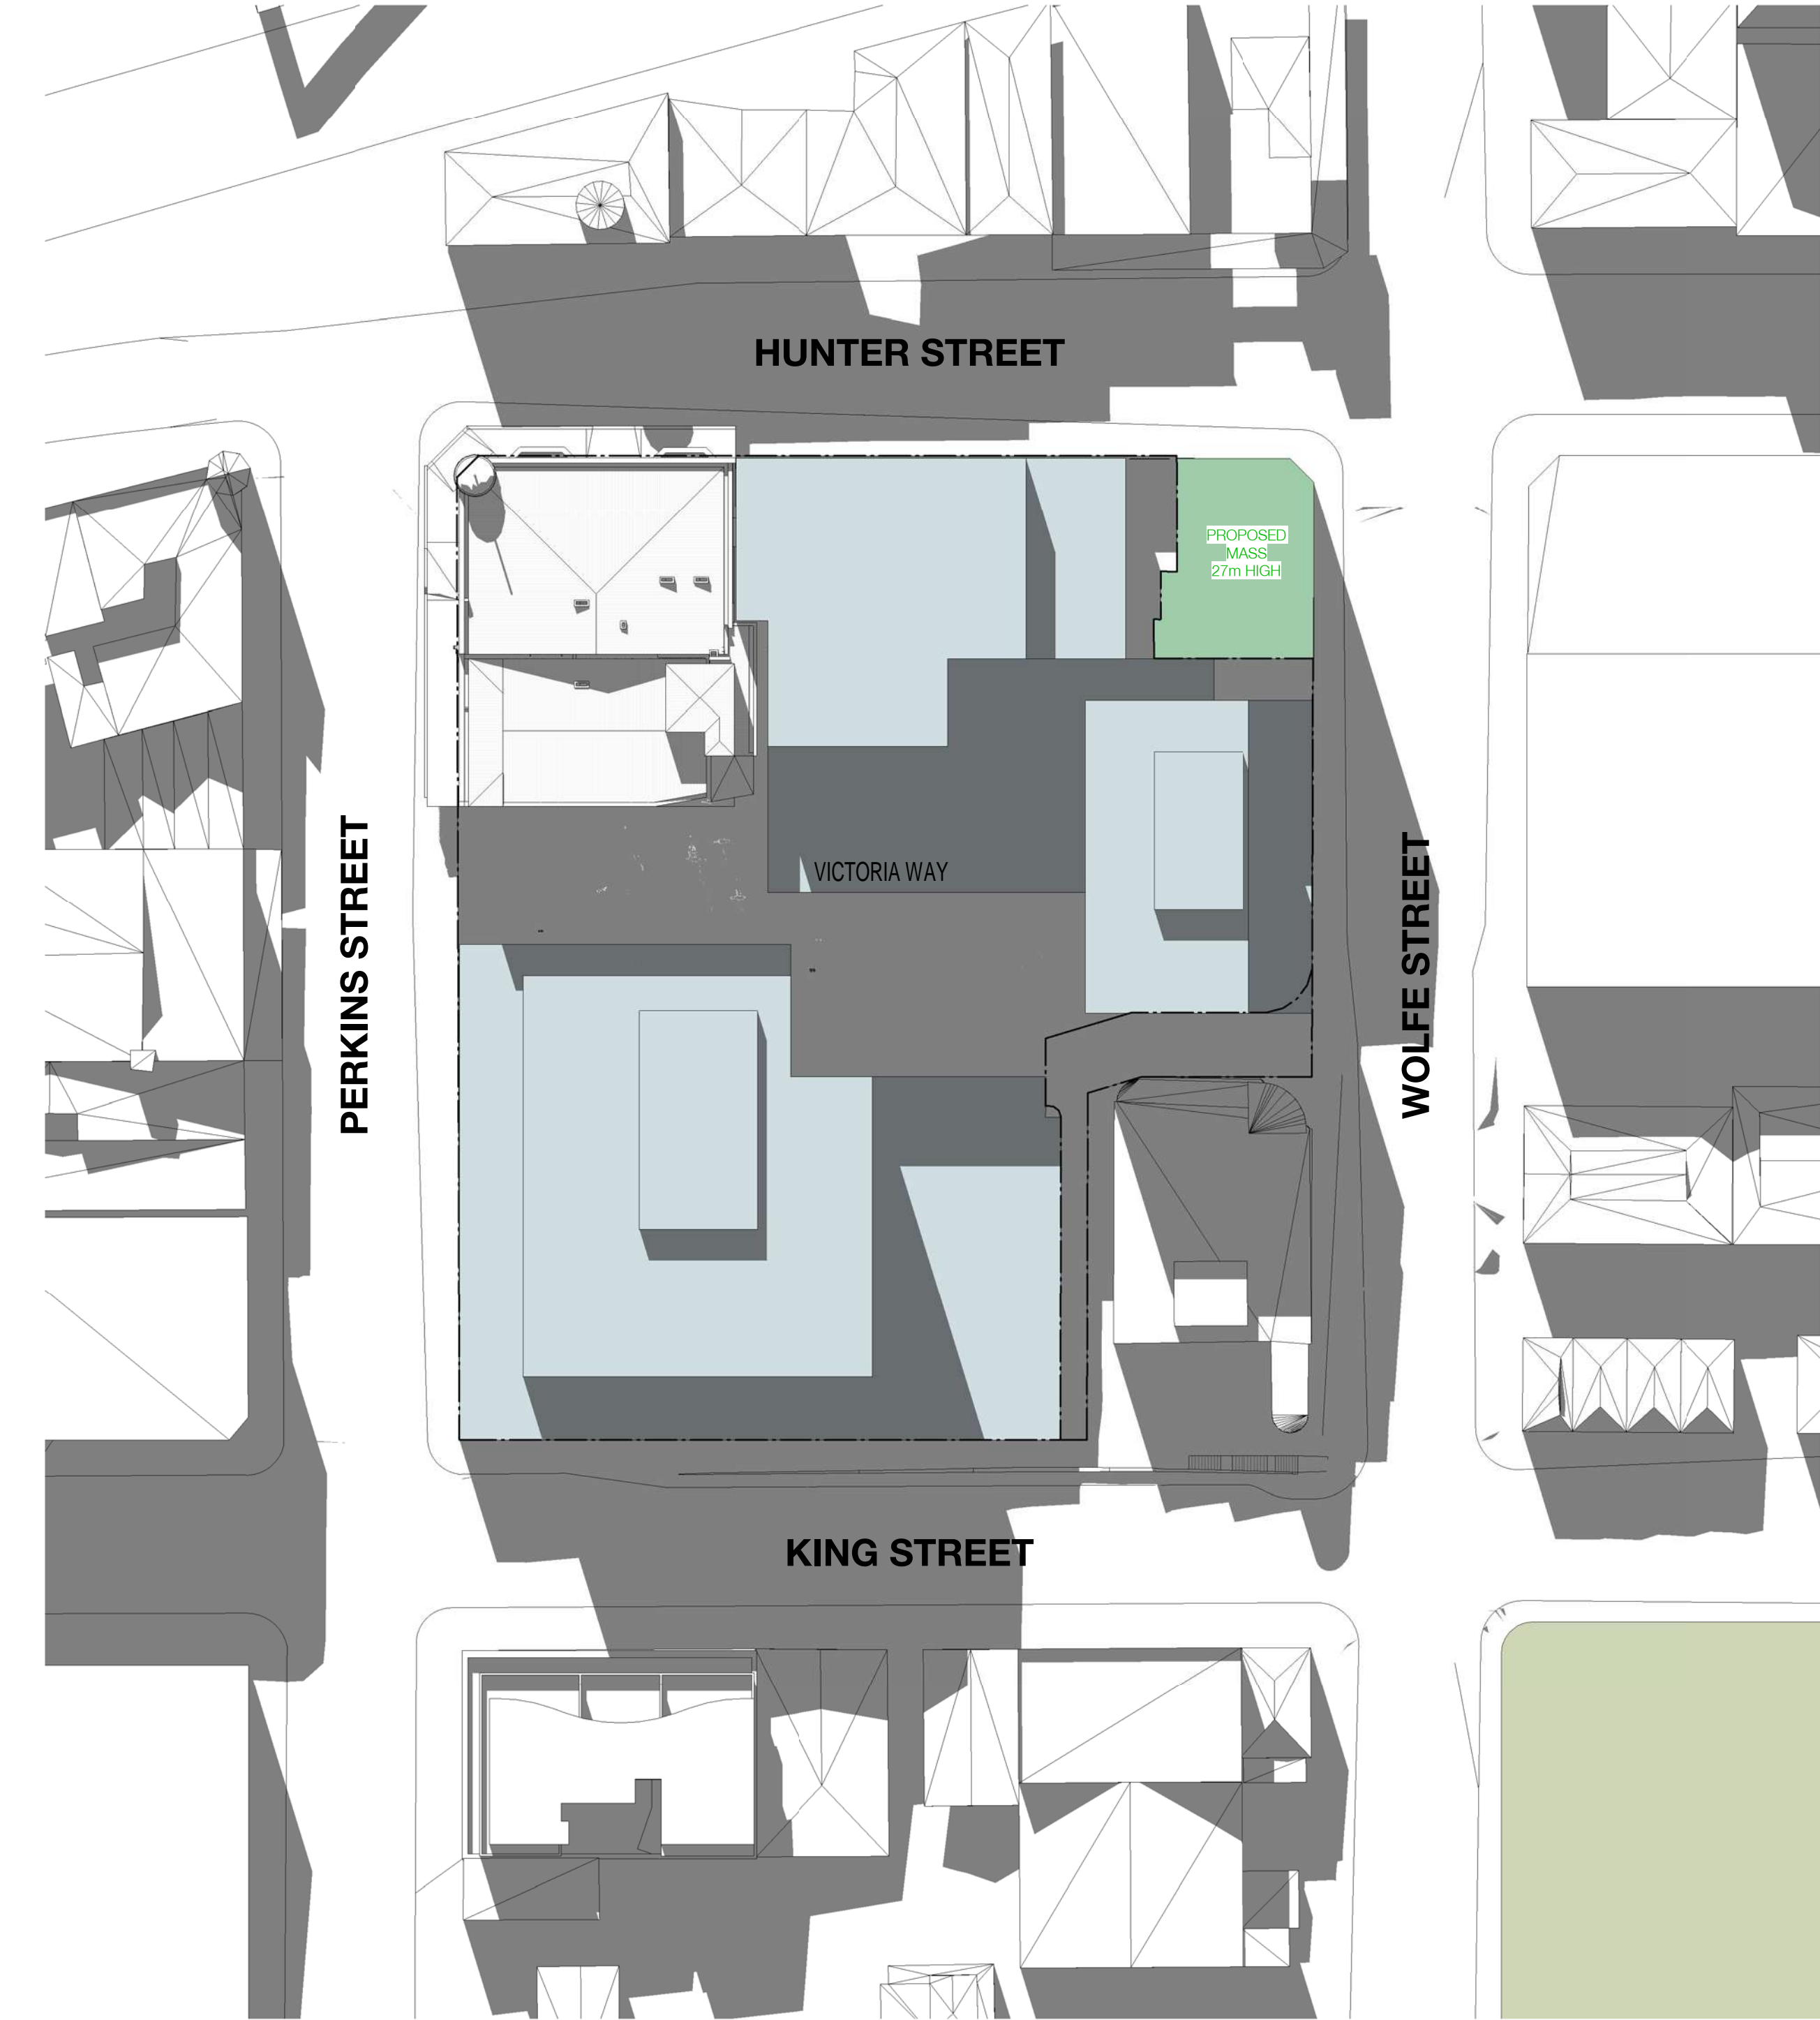 HUNTER STREET
PROPOSED
MASS
27m HIGH
VICTORIA WAY
PERKINS STREET
WOLFE STREET
KING STREET